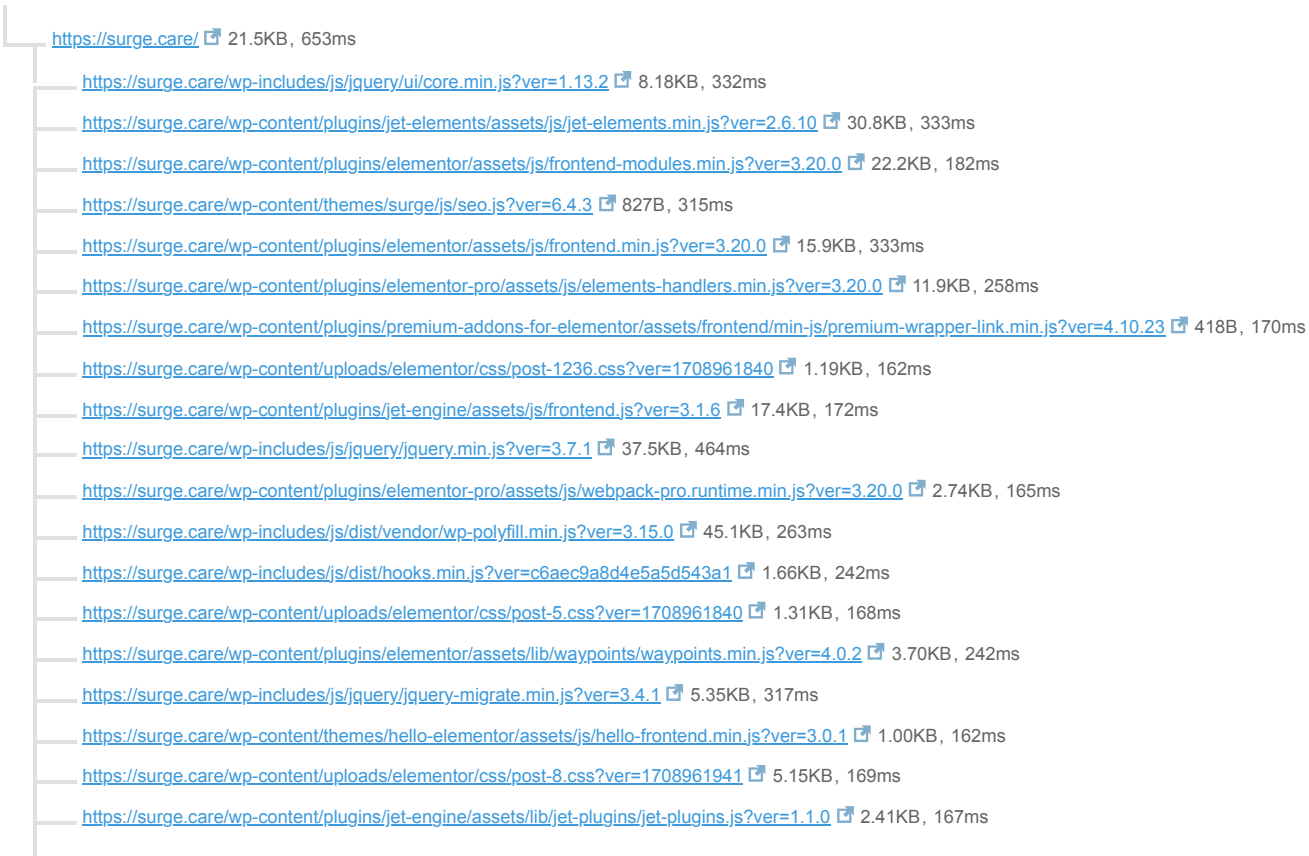 https://surge.care/ 21.5KB, 653ms
https://surge.care/wp-includes/js/jquery/ui/core.min.js?ver=1.13.2 8.18KB, 332ms
https://surge.care/wp-content/plugins/jet-elements/assets/js/jet-elements.min.js?ver=2.6.10 30.8KB, 333ms
https://surge.care/wp-content/plugins/elementor/assets/js/frontend-modules.min.js?ver=3.20.0 22.2KB, 182ms
https://surge.care/wp-content/themes/surge/js/seo.js?ver=6.4.3 827B, 315ms
https://surge.care/wp-content/plugins/elementor/assets/js/frontend.min.js?ver=3.20.0 15.9KB, 333ms
https://surge.care/wp-content/plugins/elementor-pro/assets/js/elements-handlers.min.js?ver=3.20.0 11.9KB, 258ms
https://surge.care/wp-content/plugins/premium-addons-for-elementor/assets/frontend/min-js/premium-wrapper-link.min.js?ver=4.10.23 418B, 170ms
https://surge.care/wp-content/uploads/elementor/css/post-1236.css?ver=1708961840 1.19KB, 162ms
https://surge.care/wp-content/plugins/jet-engine/assets/js/frontend.js?ver=3.1.6 17.4KB, 172ms
https://surge.care/wp-includes/js/jquery/jquery.min.js?ver=3.7.1 37.5KB, 464ms
https://surge.care/wp-content/plugins/elementor-pro/assets/js/webpack-pro.runtime.min.js?ver=3.20.0 2.74KB, 165ms
https://surge.care/wp-includes/js/dist/vendor/wp-polyfill.min.js?ver=3.15.0 45.1KB, 263ms
https://surge.care/wp-includes/js/dist/hooks.min.js?ver=c6aec9a8d4e5a5d543a1 1.66KB, 242ms
https://surge.care/wp-content/uploads/elementor/css/post-5.css?ver=1708961840 1.31KB, 168ms
https://surge.care/wp-content/plugins/elementor/assets/lib/waypoints/waypoints.min.js?ver=4.0.2 3.70KB, 242ms
https://surge.care/wp-includes/js/jquery/jquery-migrate.min.js?ver=3.4.1 5.35KB, 317ms
https://surge.care/wp-content/themes/hello-elementor/assets/js/hello-frontend.min.js?ver=3.0.1 1.00KB, 162ms
https://surge.care/wp-content/uploads/elementor/css/post-8.css?ver=1708961941 5.15KB, 169ms
https://surge.care/wp-content/plugins/jet-engine/assets/lib/jet-plugins/jet-plugins.js?ver=1.1.0 2.41KB, 167ms